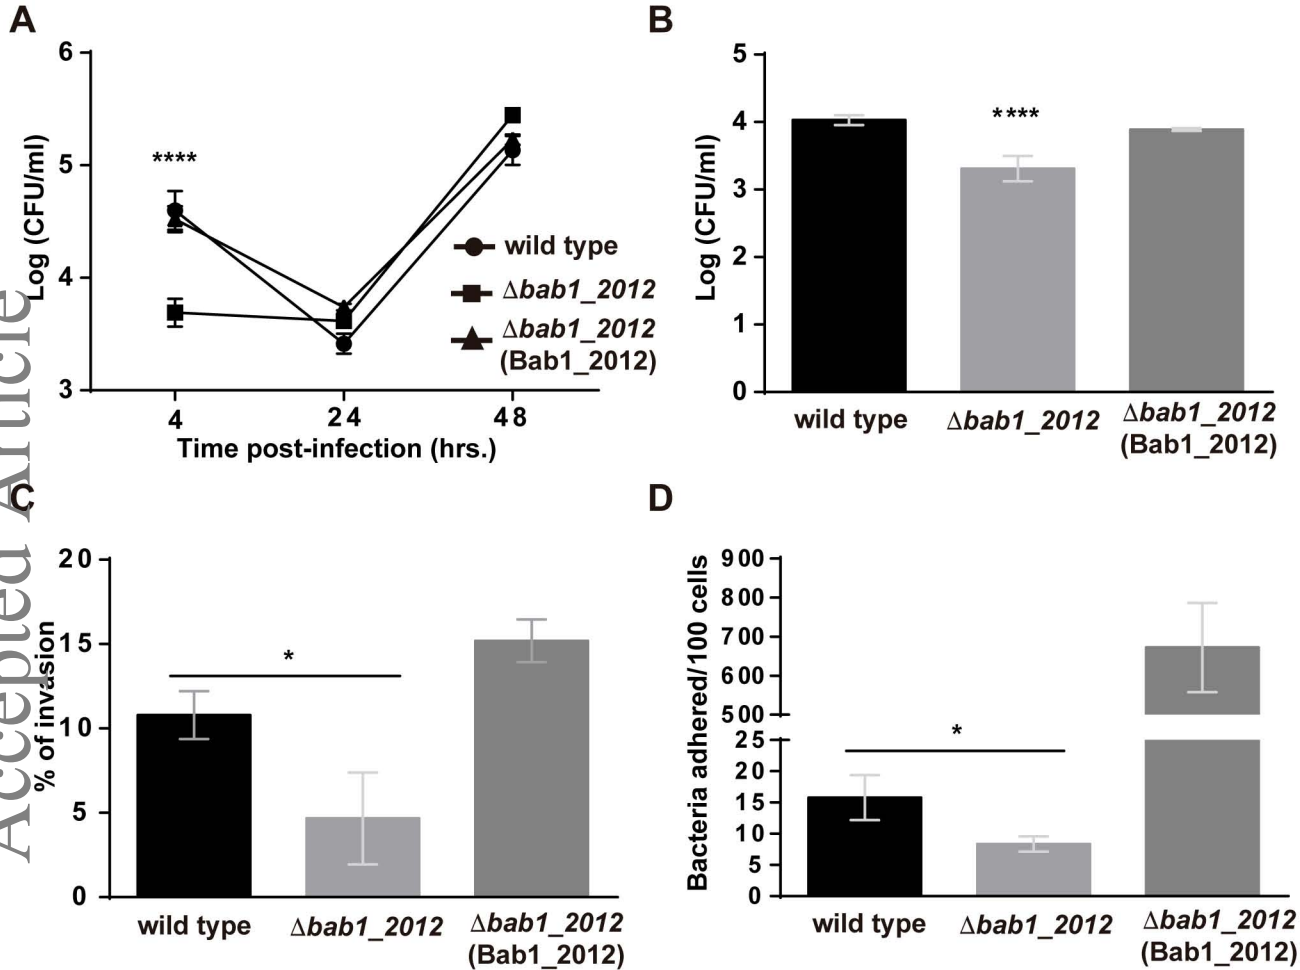 A
6
5
4
3
Log (CFU/ml)
****
wild type
Δbab1_2012
Δbab1_2012
(Bab1_2012)
4
24
48
Time post-infection (hrs.)
B
5
4
3
2
1
0
Log (CFU/ml)
****
wild type
Δbab1_2012
Δbab1_2012
(Bab1_2012)
C
20
15
10
5
0
% of invasion
*
wild type
Δbab1_2012
Δbab1_2012
(Bab1_2012)
D
900
800
700
600
500
25
20
15
10
5
0
Bacteria adhered/100 cells
*
wild type
Δbab1_2012
Δbab1_2012
(Bab1_2012)
Accepted Article